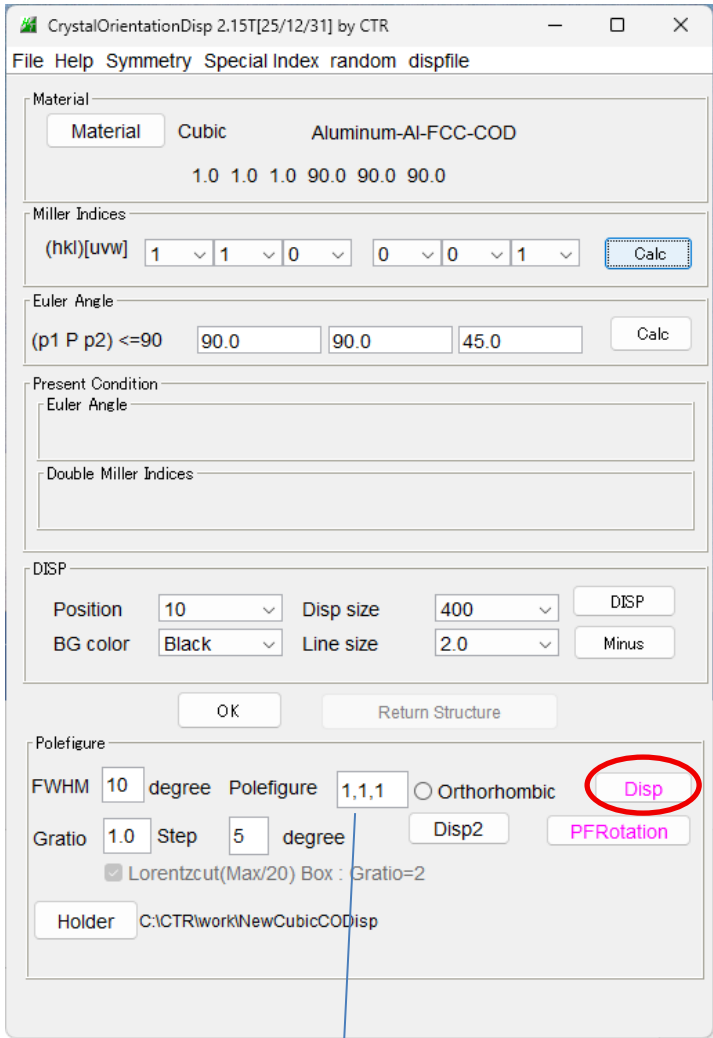 CrystalOrientationDisp 2.15T[25/12/31] by CTR
File Help Symmetry Special Index random dispfile
Material
Material Cubic Aluminum-Al-FCC-COD
1.0 1.0 1.0 90.0 90.0 90.0
Miller Indices
(hkl)[uvw] 1 1 0 0 0 1 Calc
Euler Angle
(p1 P p2) <=90 90.0 90.0 45.0 Calc
Present Condition
Euler Angle
Double Miller Indices
DISP
Position 10 Disp size 400 DISP
BG color Black Line size 2.0 Minus
OK Return Structure
Polefigure
FWHM 10 degree Polefigure 1,1,1 Orthorhombic Disp
Gratio 1.0 Step 5 degree Disp2 PFRotation
Lorentzcut(Max/20) Box : Gratio=2
Holder C:\CTR\work\NewCubicCODisp